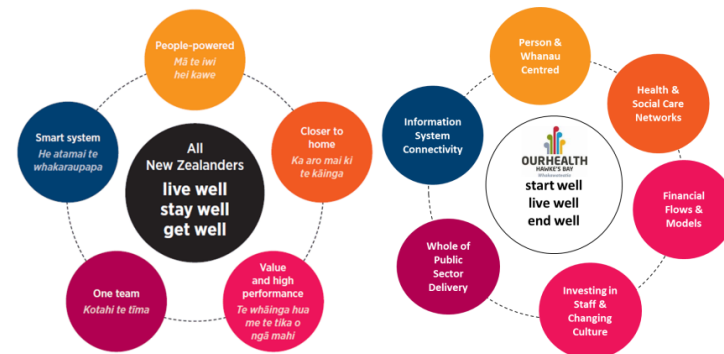 People-powered
Mā te iwi
hei kawe
Closer to
home
Ka aro mai ki
te kāinga
Value
and high
performance
Te whāinga hua
me te tika o
ngā mahi
One team
Kotahi te tīma
Smart system
He atamai te
whakaraupapa
All
New Zealanders
live well
stay well
get well
Person &
Whanau
Centred
Health &
Social Care
Networks
Financial
Flows &
Models
Investing in
Staff &
Changing
Culture
Whole of
Public
Sector
Delivery
Information
System
Connectivity
OURHEALTH
HAWKE'S BAY
start well
live well
end well